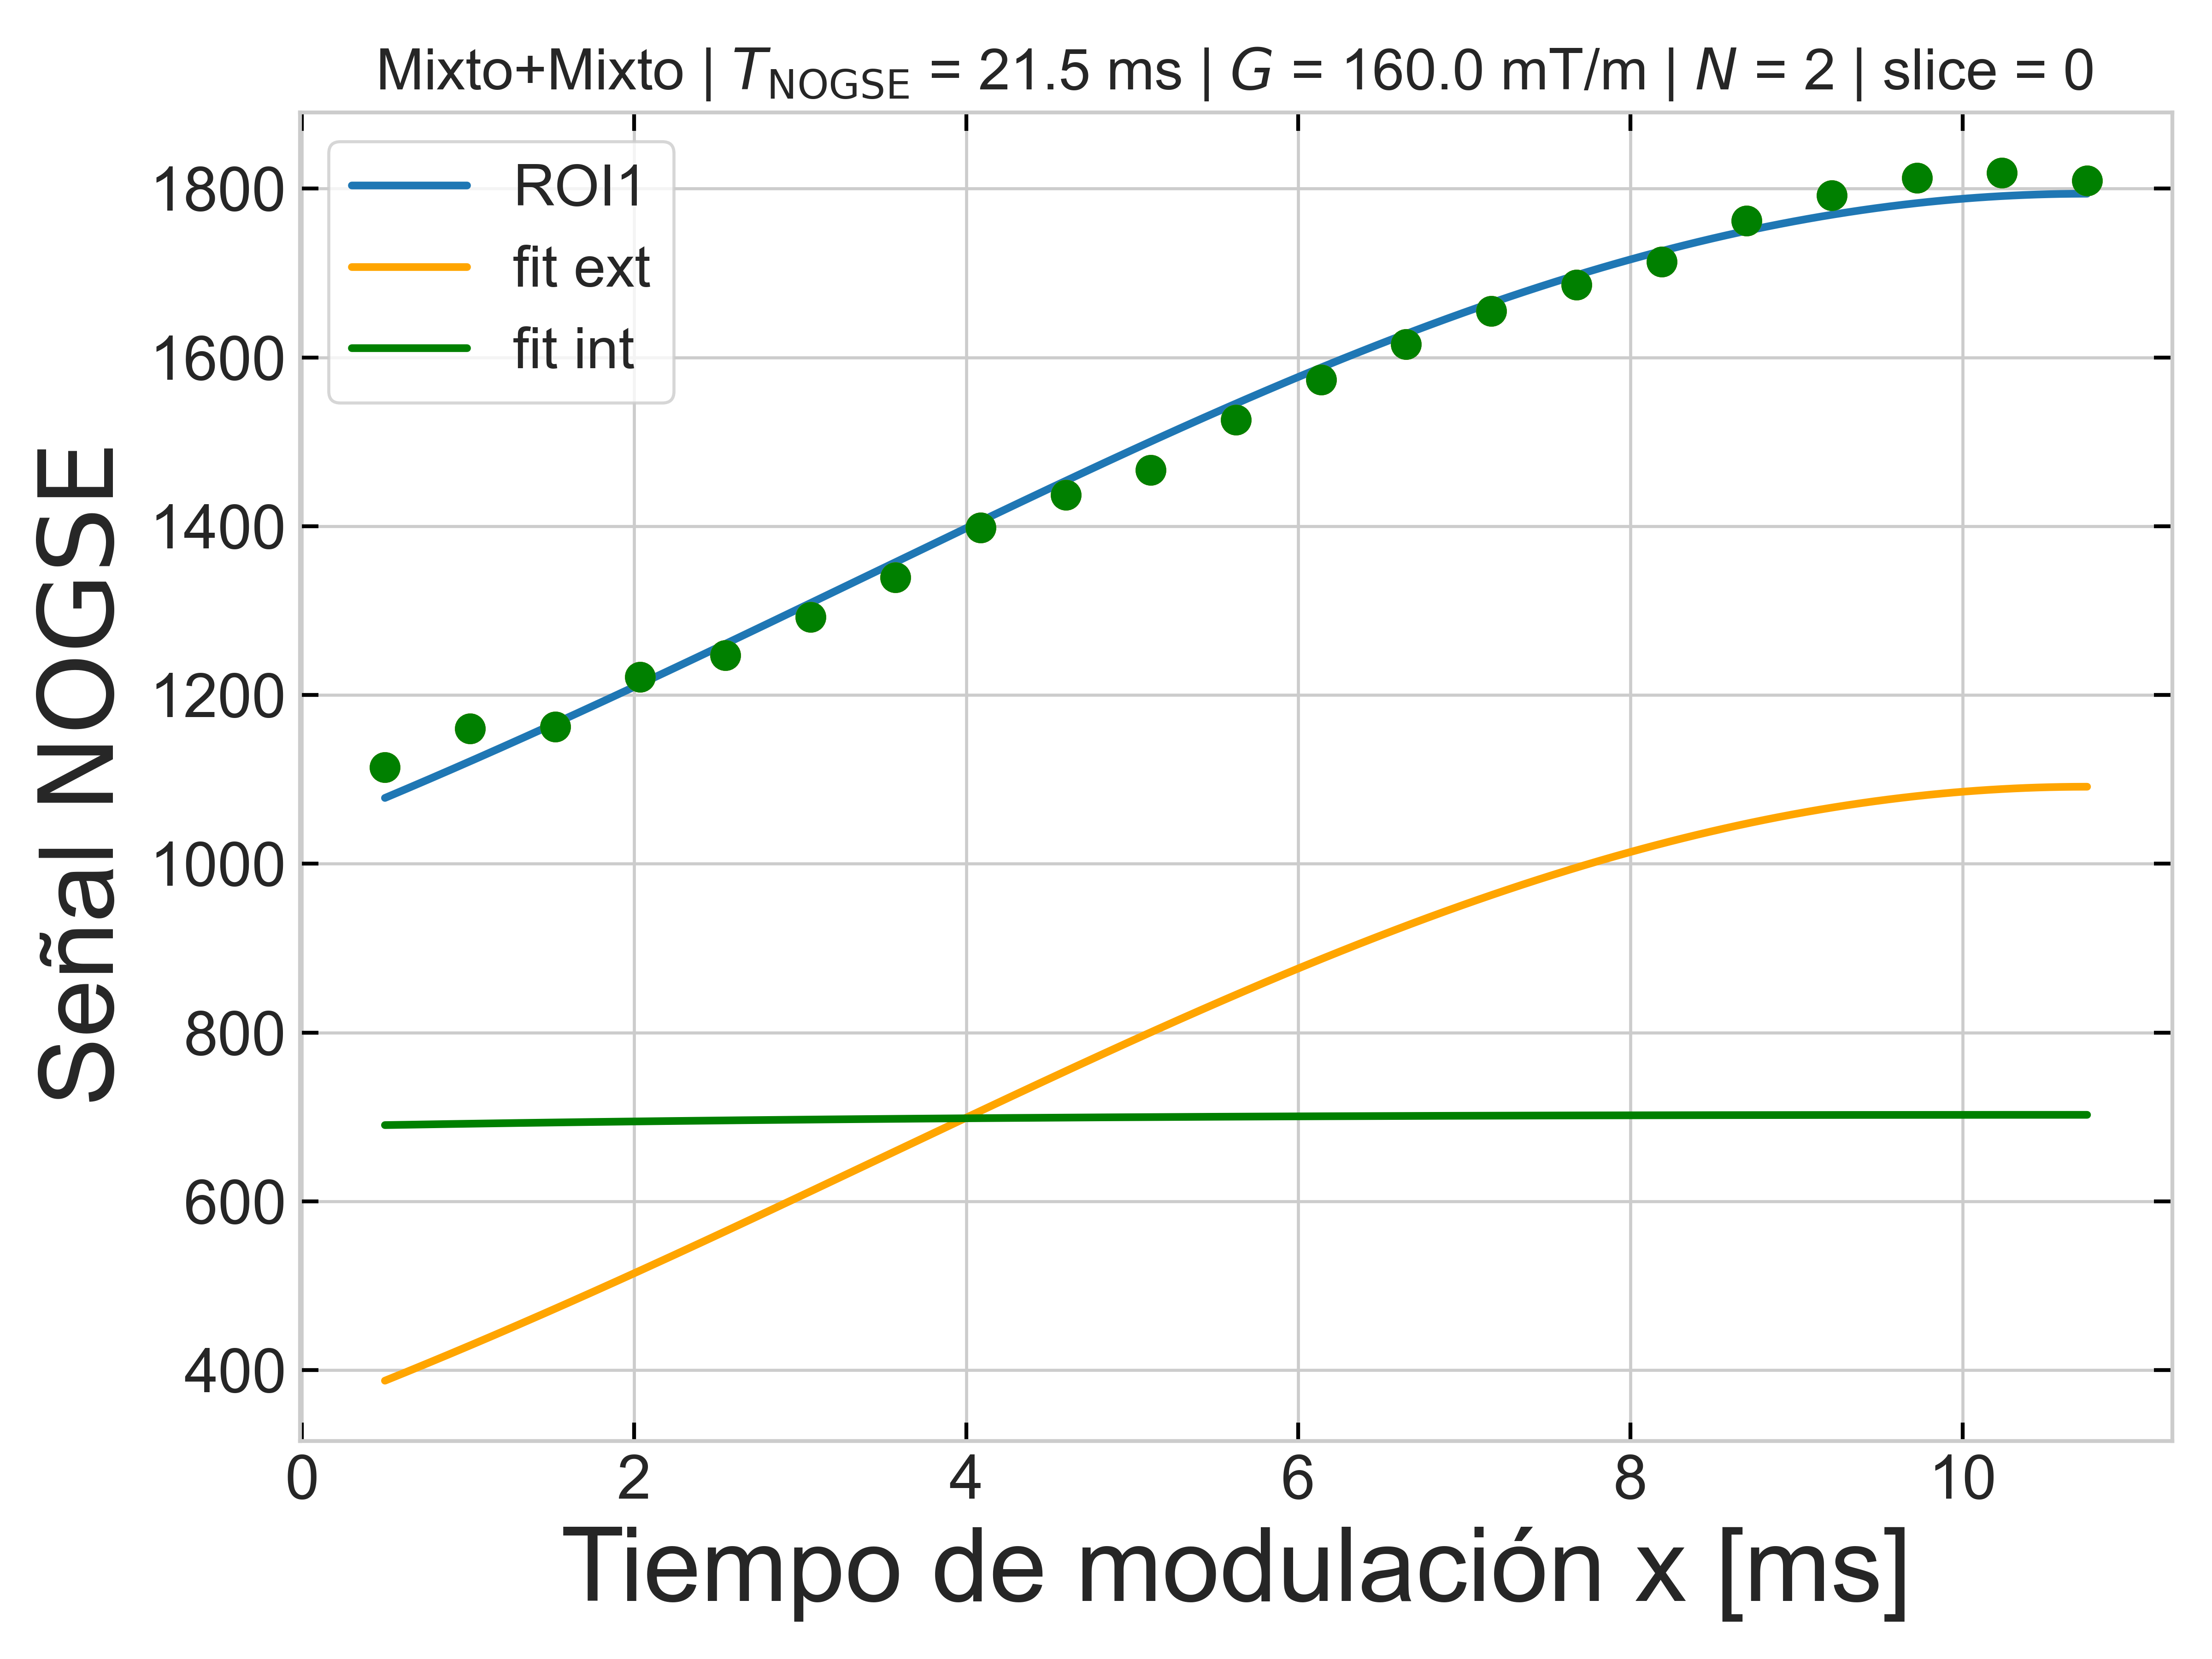 Mixto+Mixto | T_NOGSE = 21.5 ms | G = 160.0 mT/m | N = 2 | slice = 0
ROI1
fit ext
fit int
Señal NOGSE
1800
1600
1400
1200
1000
800
600
400
0 2 4 6 8 10
Tiempo de modulación x [ms]